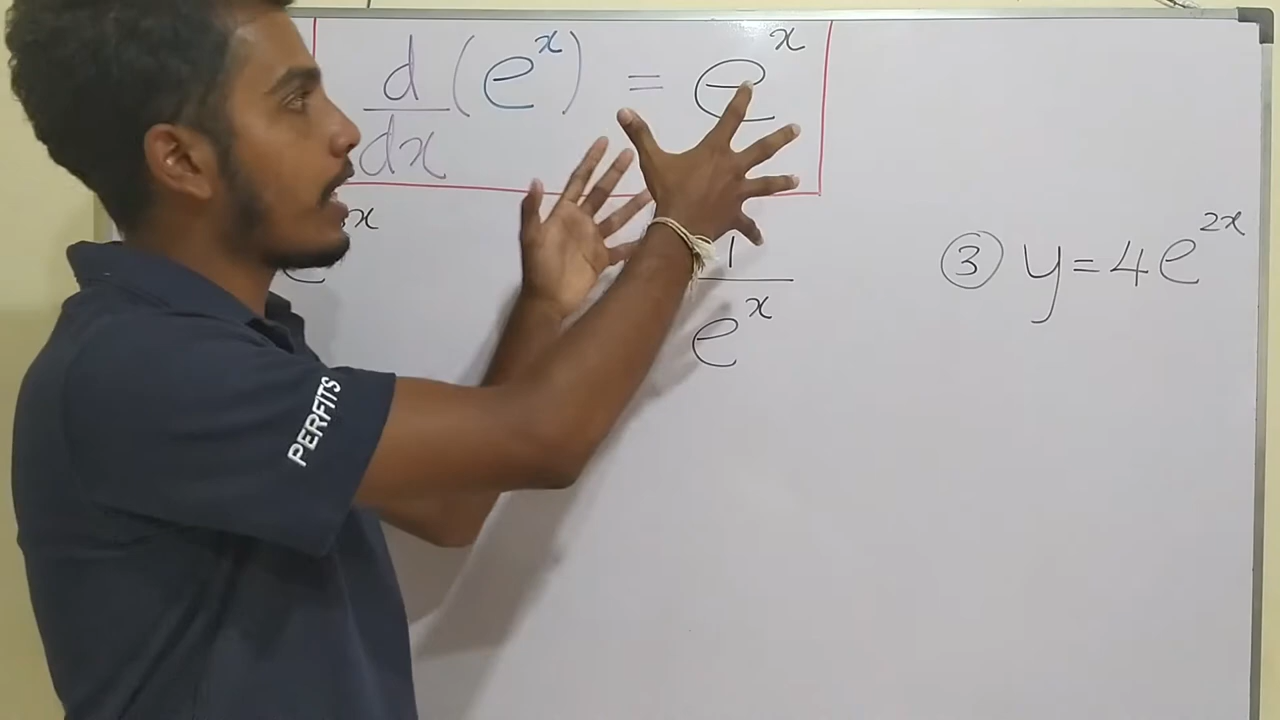 d/dx (e^x) = e^x
e^x
1/e^x
③ y=4e^{2x}
PERFITS